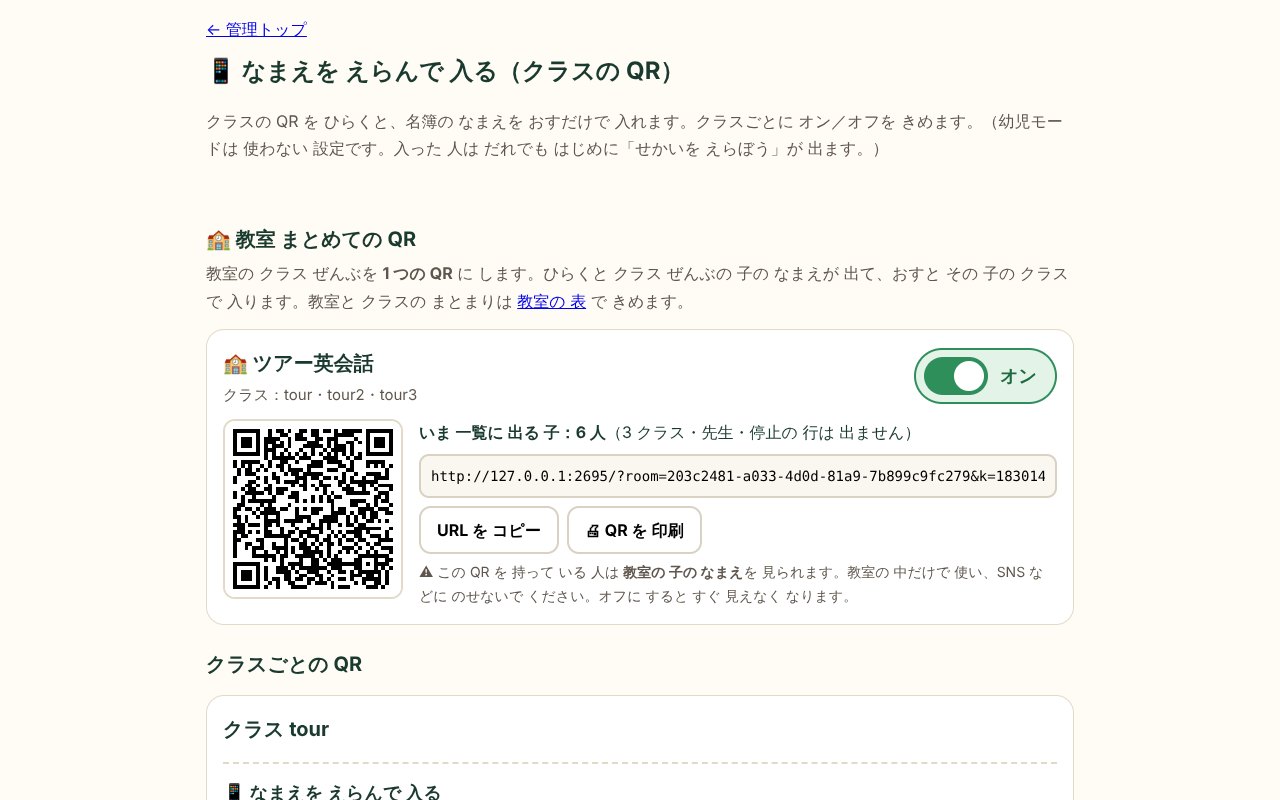 ← 管理トップ
📱 なまえを えらんで 入る（クラスの QR）
クラスの QR を ひらくと、名簿の なまえを おすだけで 入れます。クラスごとに オン／オフを きめます。（幼児モー
ドは 使わない 設定です。入った 人は だれでも はじめに「せかいを えらぼう」が 出ます。）
🏫 教室 まとめての QR
教室の クラス ぜんぶを 1 つの QR に します。ひらくと クラス ぜんぶの 子の なまえが 出て、おすと その 子の クラス
で 入ります。教室と クラスの まとまりは 教室の 表 で きめます。
🏫 ツアー英会話
オン
クラス：tour・tour2・tour3
いま 一覧に 出る 子：6 人（3 クラス・先生・停止の 行は 出ません）
http://127.0.0.1:2695/?room=203c2481-a033-4d0d-81a9-7b899c9fc279&k=183014
URL を コピー
🖨 QR を 印刷
⚠ この QR を 持って いる 人は 教室の 子の なまえを 見られます。教室の 中だけで 使い、SNS な
どに のせないで ください。オフに すると すぐ 見えなく なります。
クラスごとの QR
クラス tour
📱 なまえを えらんで 入る